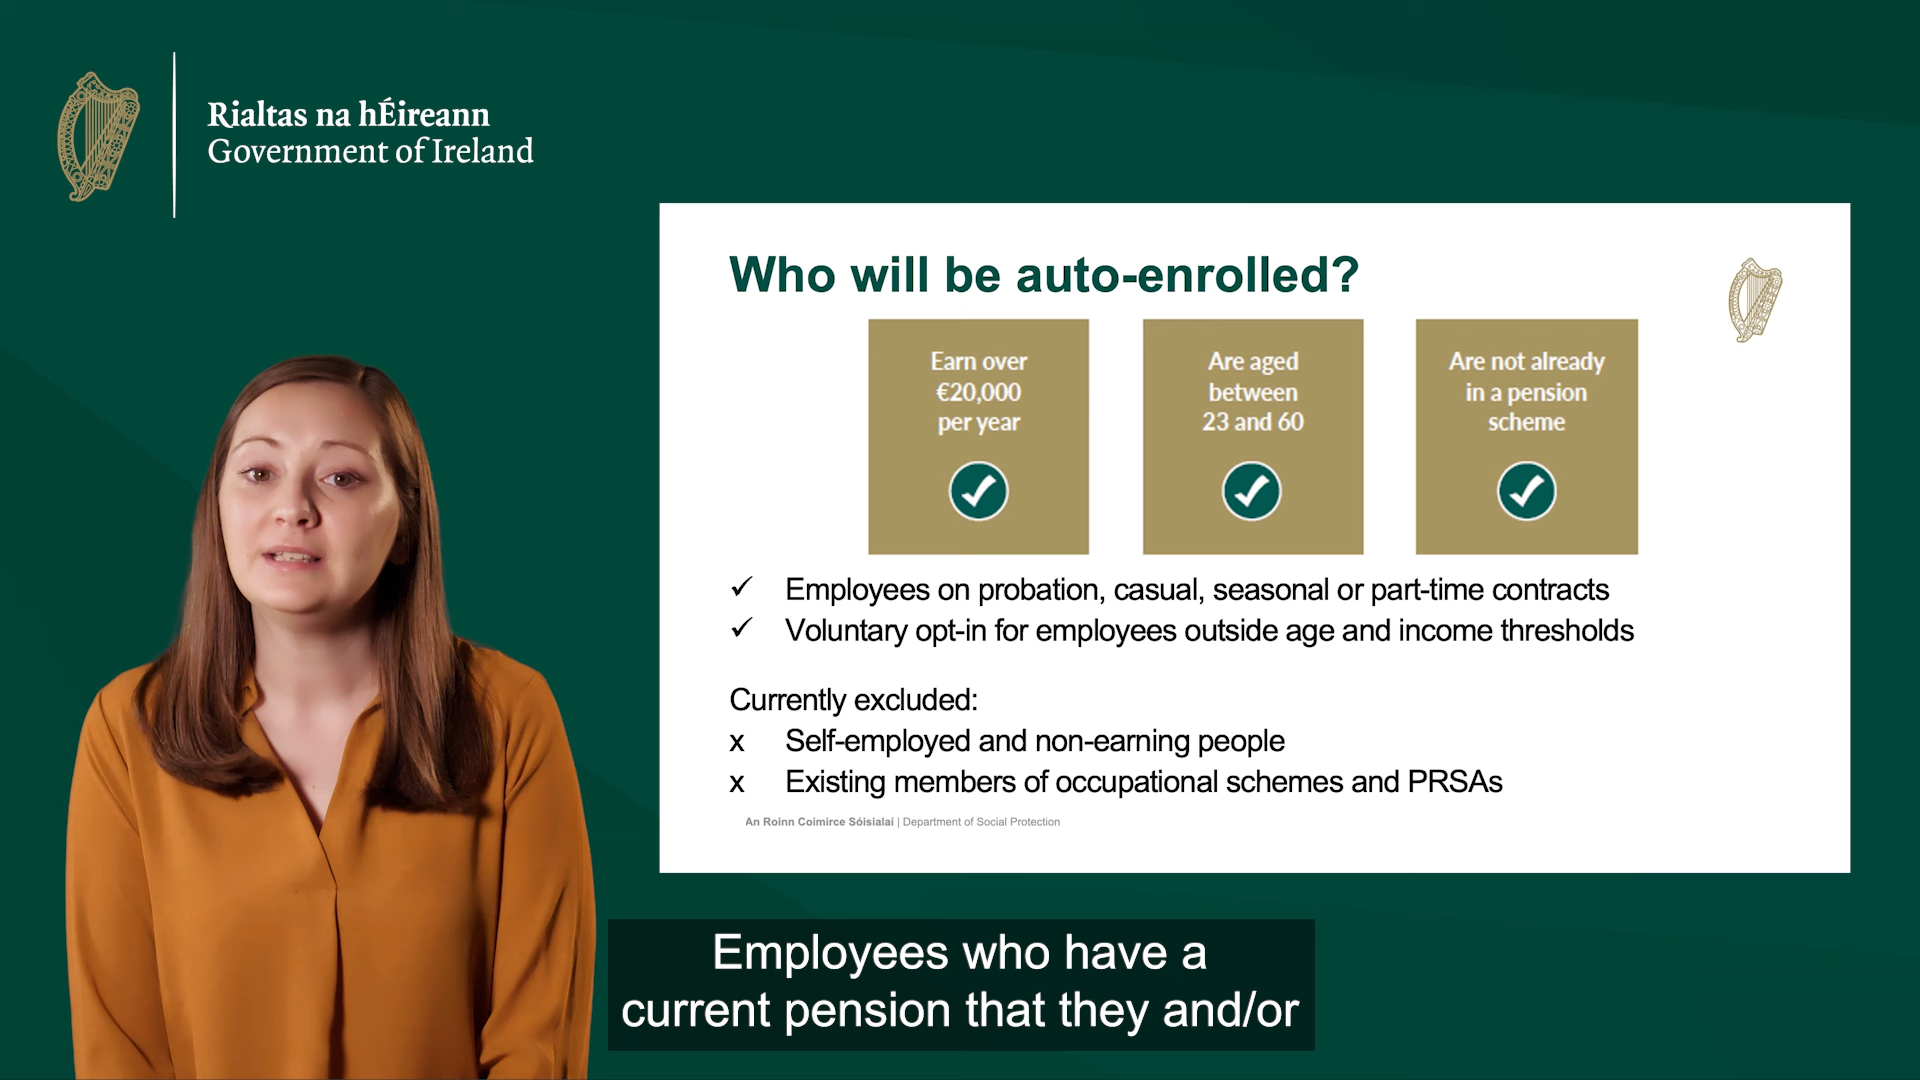 Rialtas na hÉireann
Government of Ireland
Who will be auto-enrolled?
Earn over
€20,000
per year
Are aged
between
23 and 60
Are not already
in a pension
scheme
✓ Employees on probation, casual, seasonal or part-time contracts
✓ Voluntary opt-in for employees outside age and income thresholds
Currently excluded:
x Self-employed and non-earning people
x Existing members of occupational schemes and PRSAs
An Roinn Coimirce Sóisialaí | Department of Social Protection
Employees who have a
current pension that they and/or